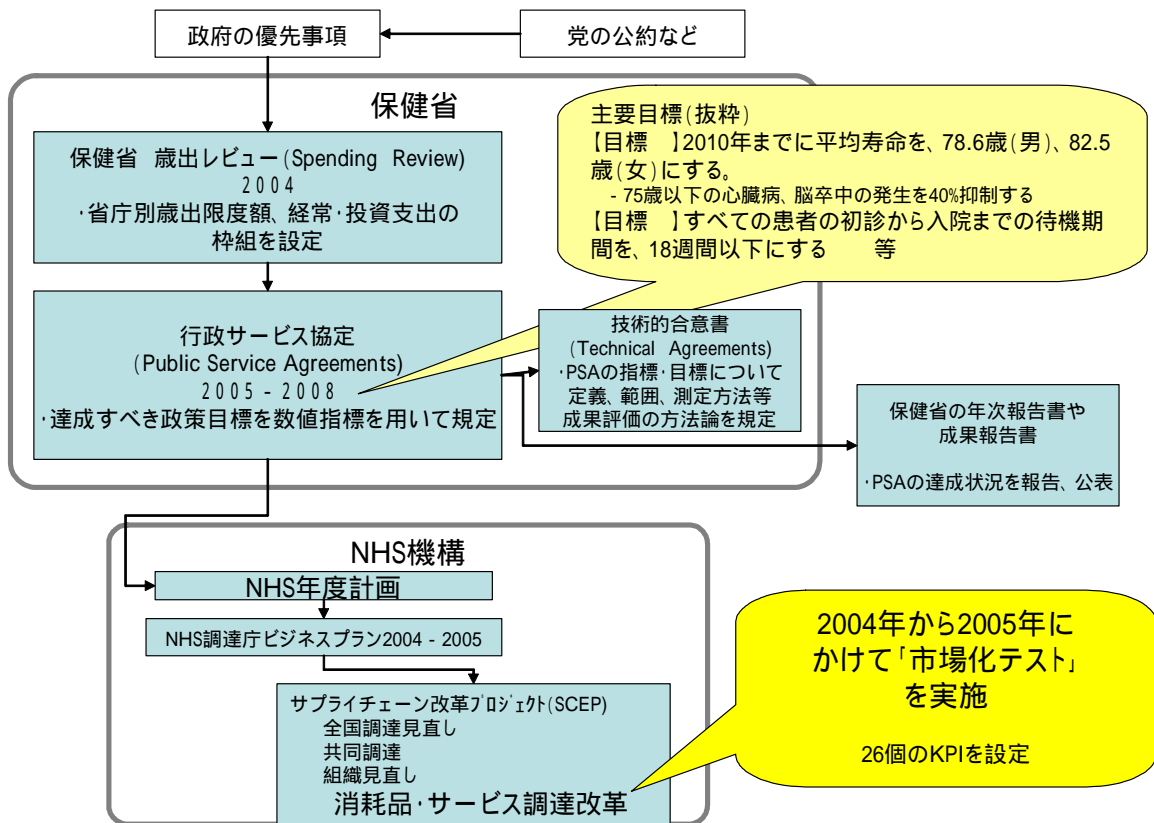 政府の優先事項
党の公約など
保健省
保健省 歳出レビュー(Spending Review)
2004
・省庁別歳出限度額、経常・投資支出の
枠組を設定
主要目標(抜粋)
【目標 】2010年までに平均寿命を、78.6歳(男)、82.5
歳(女)にする。
- 75歳以下の心臓病、脳卒中の発生を40%抑制する
【目標 】すべての患者の初診から入院までの待機期
間を、18週間以下にする 等
行政サービス協定
(Public Service Agreements)
2005-2008
・達成すべき政策目標を数値指標を用いて規定
技術的合意書
(Technical Agreements)
・PSAの指標・目標について
定義、範囲、測定方法等
成果評価の方法論を規定
保健省の年次報告書や
成果報告書
・PSAの達成状況を報告、公表
NHS機構
NHS年度計画
NHS調達庁ビジネスプラン2004 - 2005
サプライチェーン改革プロジェクト(SCEP)
全国調達見直し
共同調達
組織見直し
消耗品・サービス調達改革
2004年から2005年に
かけて「市場化テスト」
を実施
26個のKPIを設定